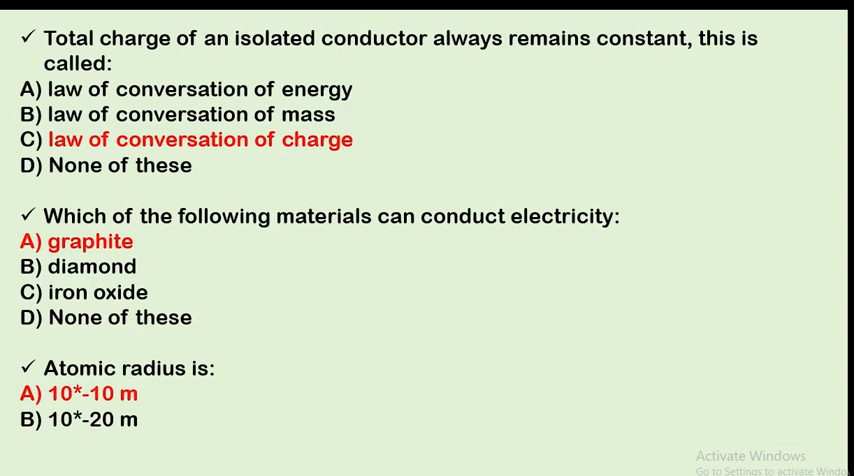 ✓ Total charge of an isolated conductor always remains constant, this is
called:
A) law of conversation of energy
B) law of conversation of mass
C) law of conversation of charge
D) None of these
✓ Which of the following materials can conduct electricity:
A) graphite
B) diamond
C) iron oxide
D) None of these
✓ Atomic radius is:
A) 10*-10 m
B) 10*-20 m
Activate Windows
Go to Settings to activate Windo